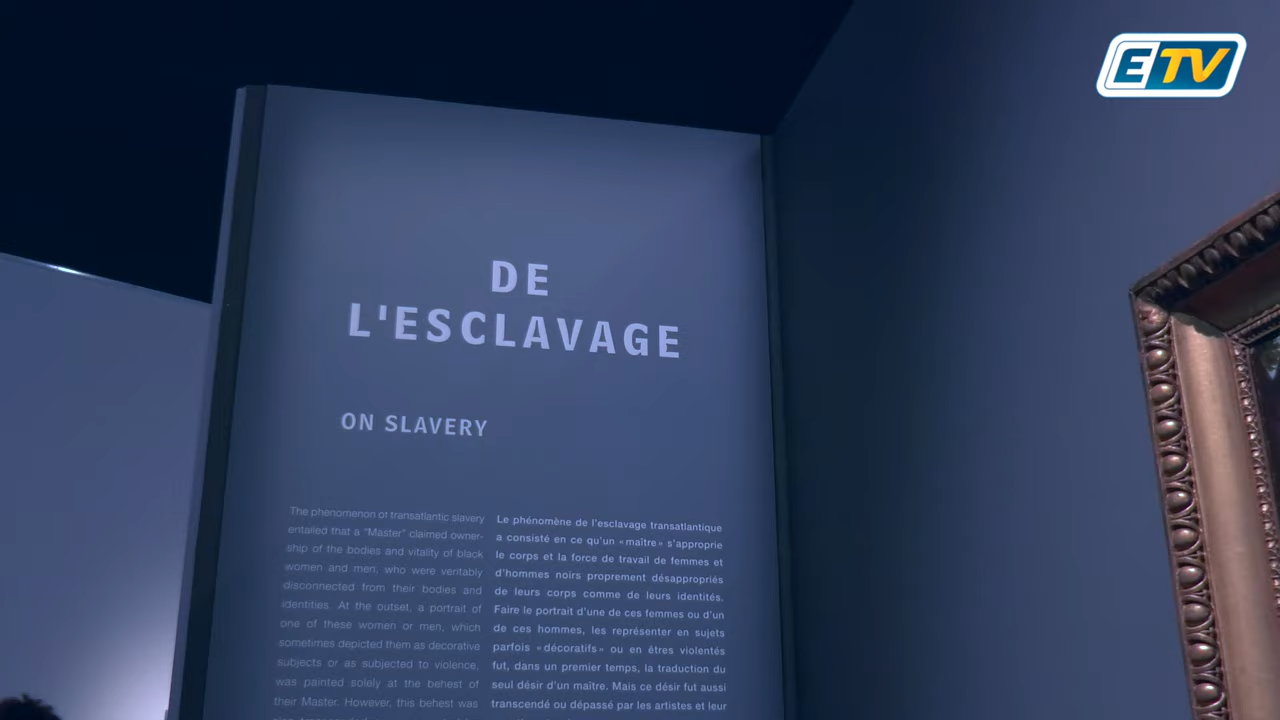 ETV
DE
L'ESCLAVAGE
ON SLAVERY
The phenomenon of transatlantic slavery
entailed that a "Master" claimed owner-
ship of the bodies and vitality of black
women and men, who were veritably
disconnected from their bodies and
identities. At the outset, a portrait of
one of these women or men, which
sometimes depicted them as decorative
subjects or as subjected to violence,
was painted solely at the behest of
their Master. However, this behest was
Le phénomène de l'esclavage transatlantique
a consisté en ce qu'un « maître » s'approprie
le corps et la force de travail de femmes et
d'hommes noirs proprement désappropriés
de leurs corps comme de leurs identités.
Faire le portrait d'une de ces femmes ou d'un
de ces hommes, les représenter en sujets
parfois « décoratifs » ou en êtres violentés
fut, dans un premier temps, la traduction du
seul désir d'un maître. Mais ce désir fut aussi
transcendé ou dépassé par les artistes et leur